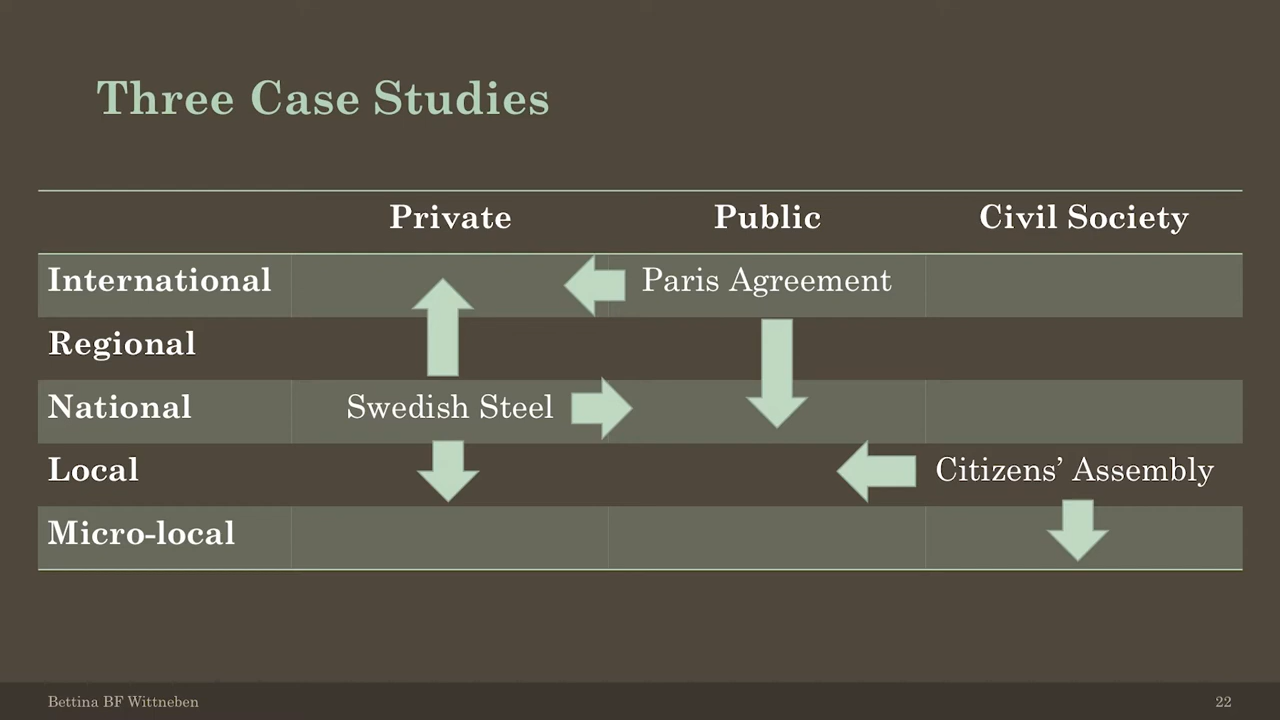 Three Case Studies
Private Public Civil Society
International Paris Agreement
Regional
National Swedish Steel
Local Citizens’ Assembly
Micro-local
Bettina BF Wittneben 22